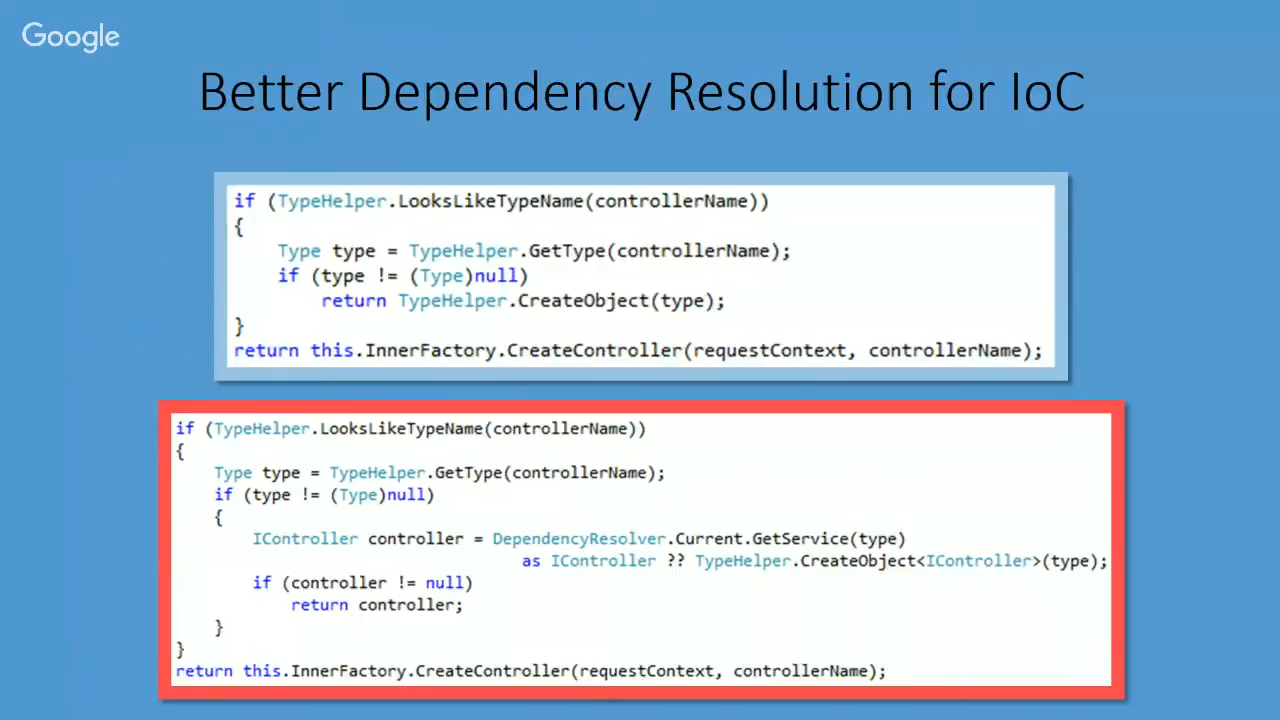 Google
Better Dependency Resolution for IoC
if (TypeHelper.LooksLikeTypeName(controllerName))
{
    Type type = TypeHelper.GetType(controllerName);
    if (type != (Type)null)
        return TypeHelper.CreateObject(type);
}
return this.InnerFactory.CreateController(requestContext, controllerName);
if (TypeHelper.LooksLikeTypeName(controllerName))
{
    Type type = TypeHelper.GetType(controllerName);
    if (type != (Type)null)
    {
        IController controller = DependencyResolver.Current.GetService(type)
                                    as IController ?? TypeHelper.CreateObject<IController>(type);
        if (controller != null)
            return controller;
    }
}
return this.InnerFactory.CreateController(requestContext, controllerName);